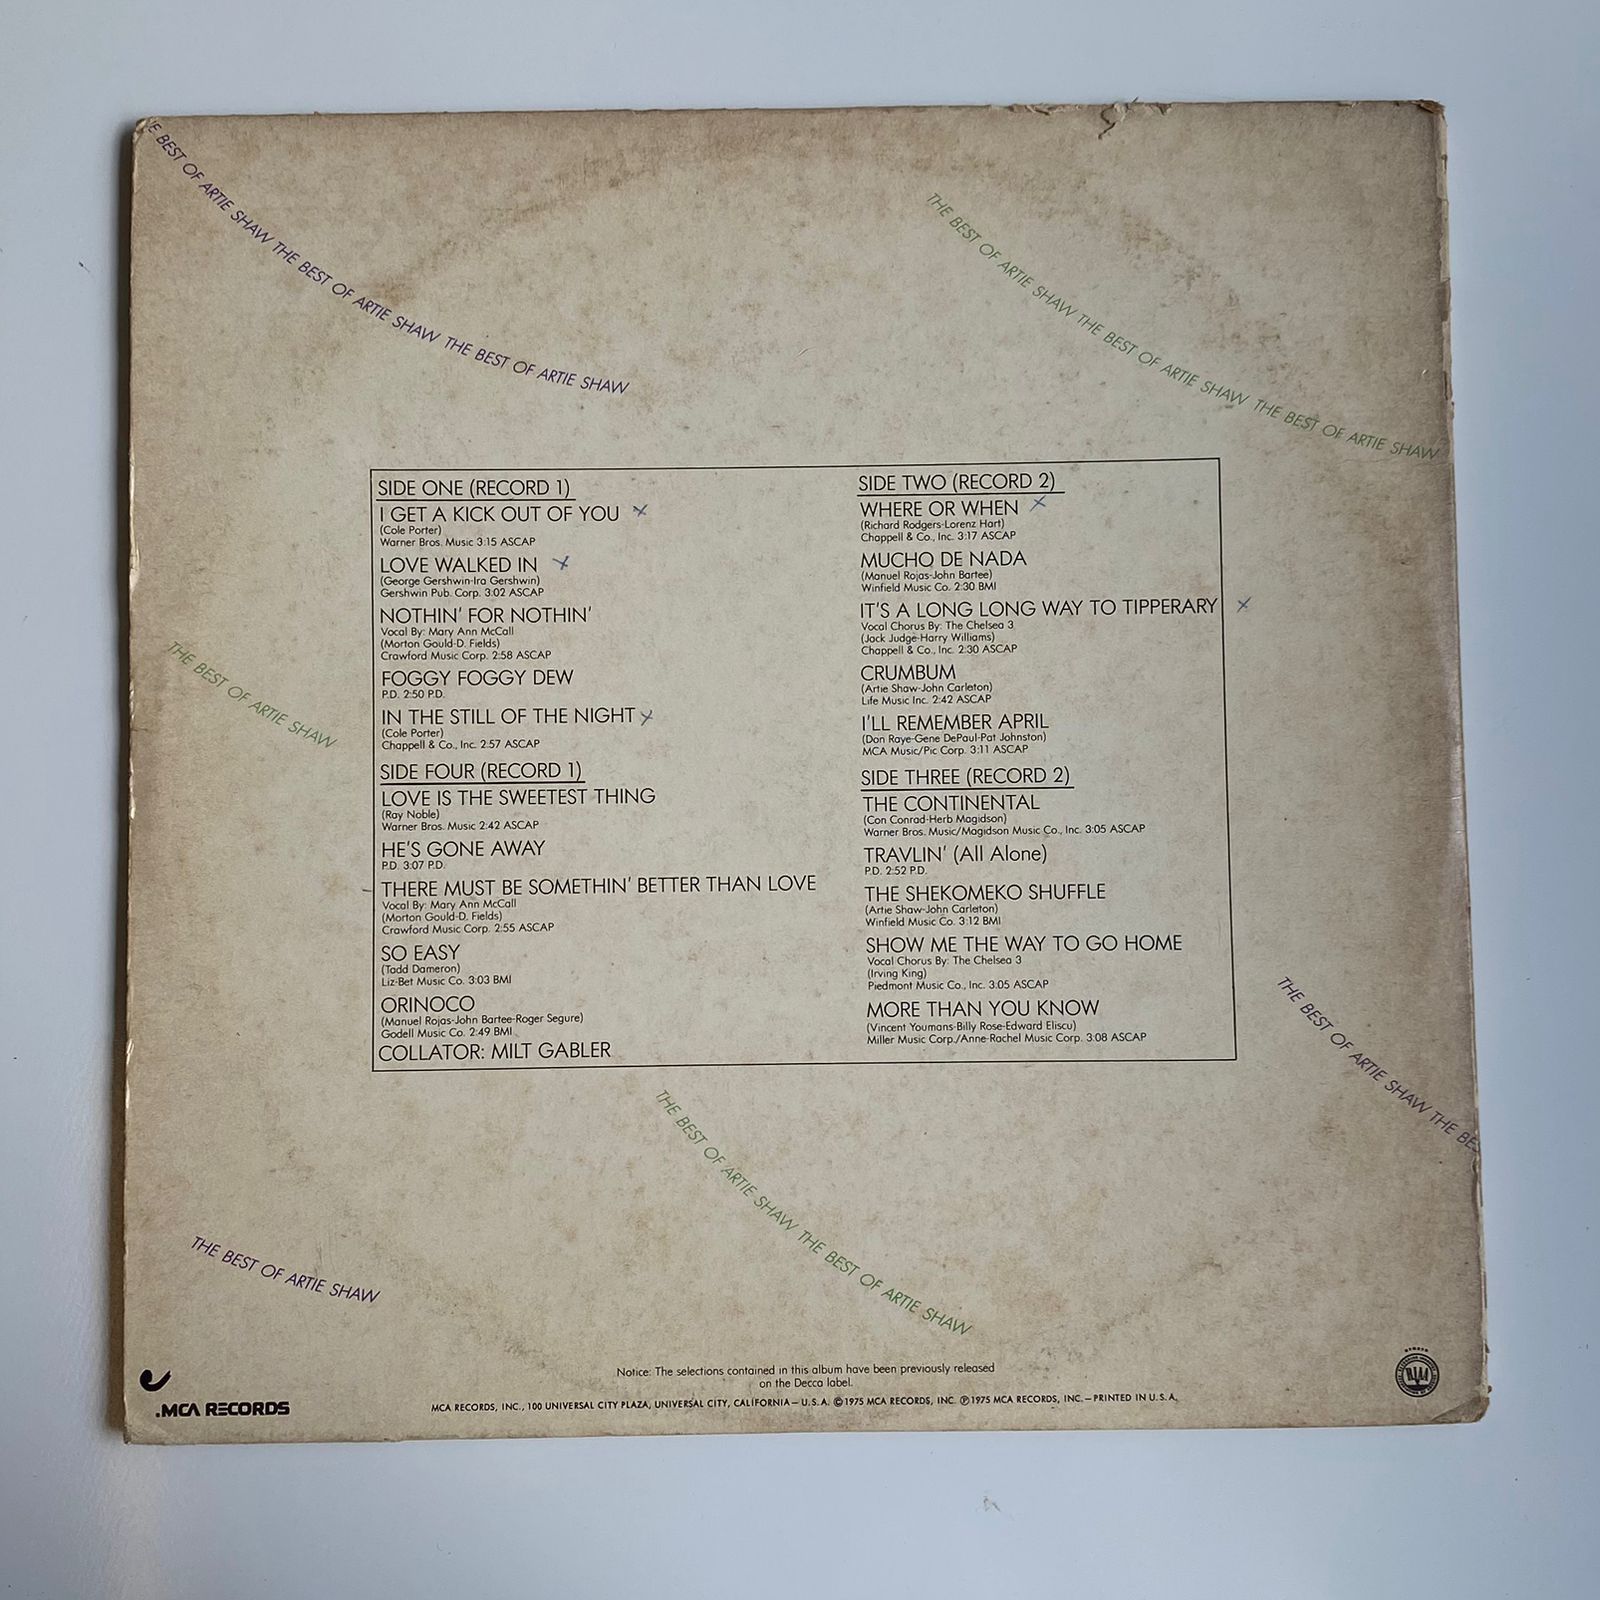 E BEST OF ARTIE SHAW THE BEST OF ARTIE SHAW THE BEST OF ARTIE SHAW
THE BEST OF ARTIE SHAW THE BEST OF ARTIE SHAW THE BEST OF ARTIE SHAW
SIDE ONE (RECORD 1)
I GET A KICK OUT OF YOU
(Cole Porter)
Warner Bros. Music 3:15 ASCAP
LOVE WALKED IN
(George Gershwin-Ira Gershwin)
Gershwin Pub. Corp. 3:02 ASCAP
NOTHIN' FOR NOTHIN'
Vocal By: Mary Ann McCall
(Morton Gould-D. Fields)
Crawford Music Corp. 2:58 ASCAP
FOGGY FOGGY DEW
P.D. 2:50 P.D.
IN THE STILL OF THE NIGHT
(Cole Porter)
Chappell & Co., Inc. 2:57 ASCAP
SIDE FOUR (RECORD 1)
LOVE IS THE SWEETEST THING
(Ray Noble)
Warner Bros. Music 2:42 ASCAP
HE'S GONE AWAY
P.D. 3:07 P.D.
THERE MUST BE SOMETHIN' BETTER THAN LOVE
Vocal By: Mary Ann McCall
(Morton Gould-D. Fields)
Crawford Music Corp. 2:55 ASCAP
SO EASY
(Tadd Dameron)
Liz-Bet Music Co. 3:03 BMI
ORINOCO
(Manuel Rojas-John Bartee-Roger Segure)
Godell Music Co. 2:49 BMI
COLLATOR: MILT GABLER
SIDE TWO (RECORD 2)
WHERE OR WHEN
(Richard Rodgers-Lorenz Hart)
Chappell & Co., Inc. 3:17 ASCAP
MUCHO DE NADA
(Manuel Rojas-John Bartee)
Winfield Music Co. 2:30 BMI
IT'S A LONG LONG WAY TO TIPPERARY
Vocal Chorus By: The Chelsea 3
(Jack Judge-Harry Williams)
Chappell & Co., Inc. 2:30 ASCAP
CRUMBUM
(Artie Shaw-John Carleton)
Life Music Inc. 2:42 ASCAP
I'LL REMEMBER APRIL
(Don Raye-Gene DePaul-Pat Johnston)
MCA Music/Pic Corp. 3:11 ASCAP
SIDE THREE (RECORD 2)
THE CONTINENTAL
(Con Conrad-Herb Magidson)
Warner Bros. Music/Magidson Music Co., Inc. 3:05 ASCAP
TRAVLIN' (All Alone)
P.D. 2:52 P.D.
THE SHEKOMEKO SHUFFLE
(Artie Shaw-John Carleton)
Winfield Music Co. 3:12 BMI
SHOW ME THE WAY TO GO HOME
Vocal Chorus By: The Chelsea 3
(Irving King)
Piedmont Music Co., Inc. 3:05 ASCAP
MORE THAN YOU KNOW
(Vincent Youmans-Billy Rose-Edward Eliscu)
Miller Music Corp./Anne-Rachel Music Corp. 3:08 ASCAP
THE BEST OF ARTIE SHAW
THE BEST OF ARTIE SHAW THE BES
THE BEST OF ARTIE SHAW THE BEST OF ARTIE SHAW
THE BEST OF ARTIE SHAW
Notice: The selections contained in this album have been previously released
on the Decca label.
MCA RECORDS
MCA RECORDS, INC., 100 UNIVERSAL CITY PLAZA, UNIVERSAL CITY, CALIFORNIA — U.S.A. ©1975 MCA RECORDS, INC. ℗1975 MCA RECORDS, INC. — PRINTED IN U.S.A.